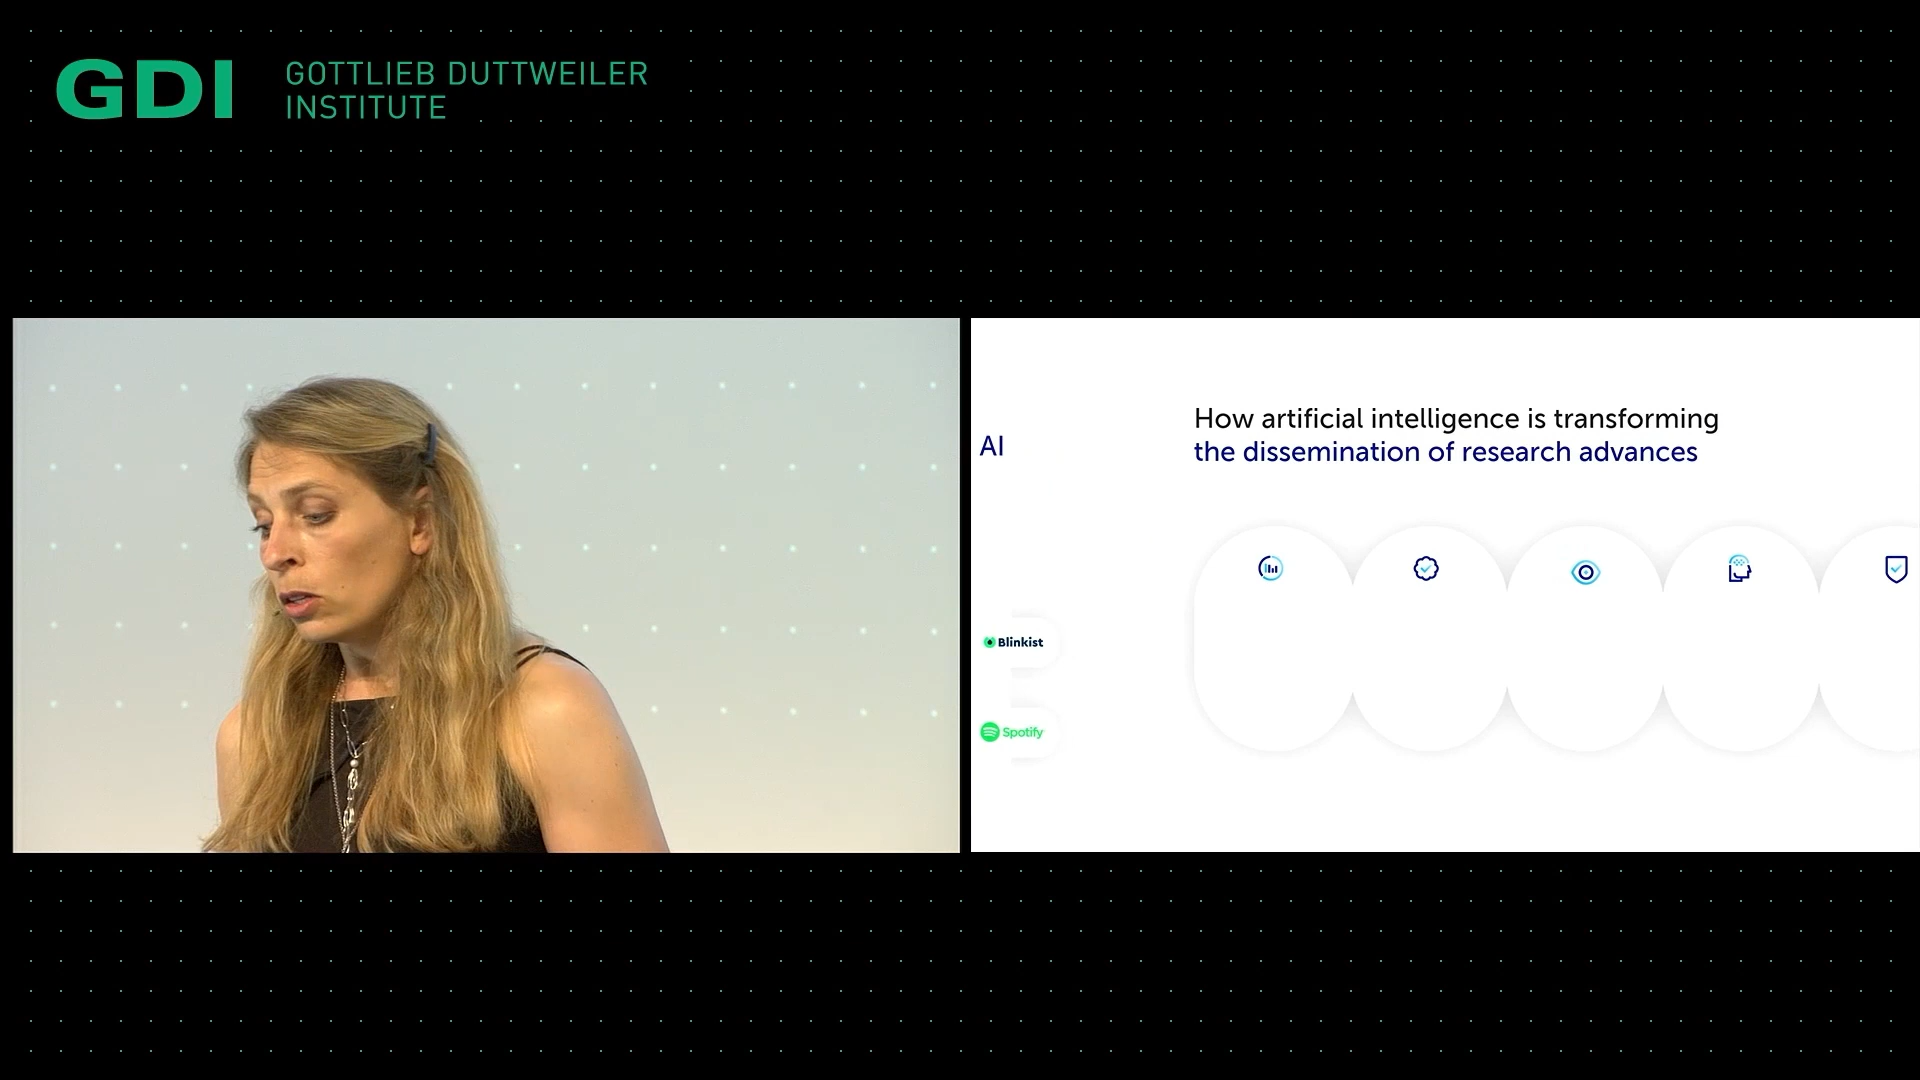 GDI
GOTTLIEB DUTTWEILER
INSTITUTE
How artificial intelligence is transforming
the dissemination of research advances
AI
Blinkist
Spotify